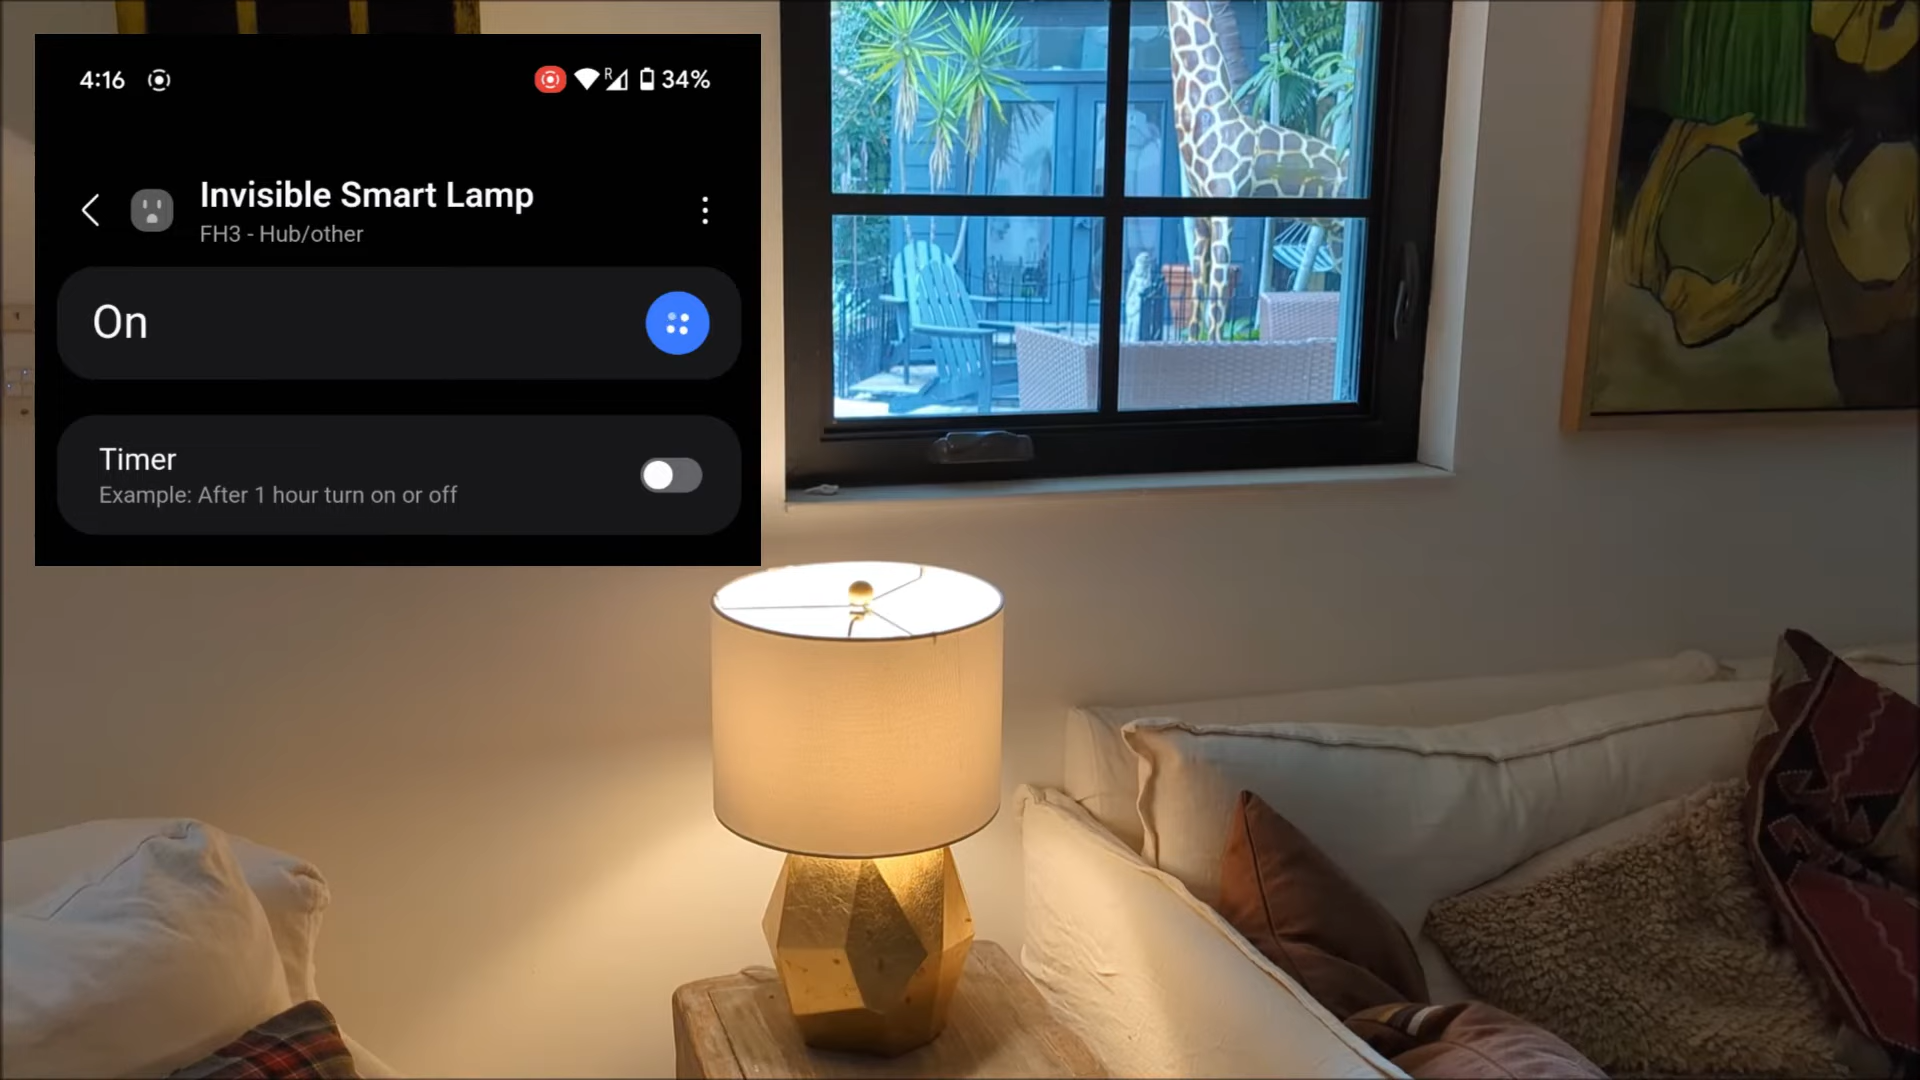 4:16
R 34%
Invisible Smart Lamp
FH3 - Hub/other
On
Timer
Example: After 1 hour turn on or off